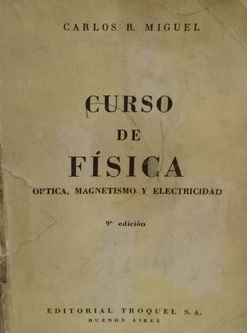 CARLOS R. MIGUEL
CURSO
DE
FÍSICA
OPTICA, MAGNETISMO Y ELECTRICIDAD
9ª edición
EDITORIAL TROQUEL S.A.
BUENOS AIRES